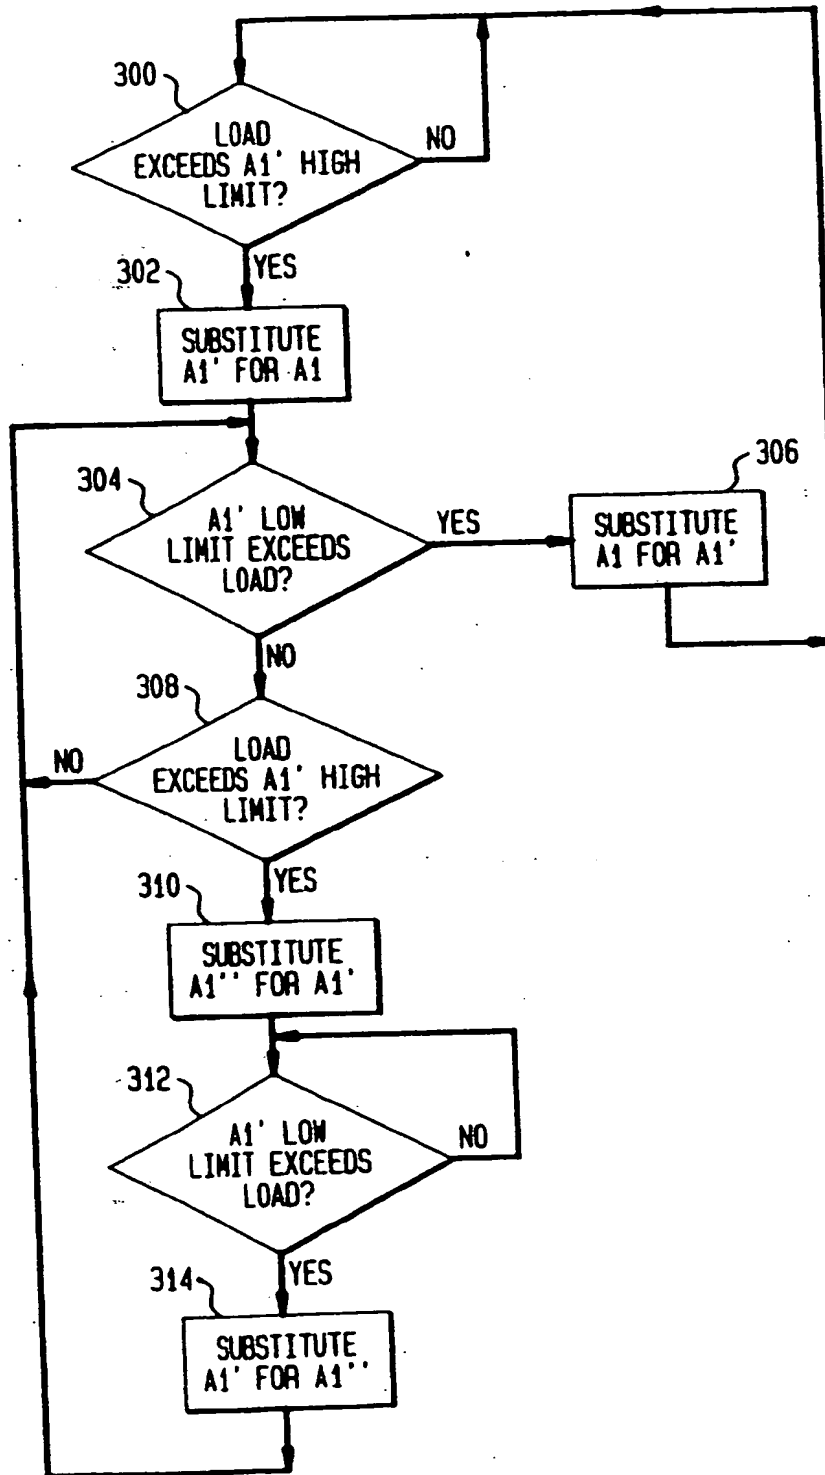 300
LOAD
EXCEEDS A1' HIGH
LIMIT?
NO
YES
302
SUBSTITUTE
A1' FOR A1
304
A1' LOW
LIMIT EXCEEDS
LOAD?
YES
306
SUBSTITUTE
A1 FOR A1'
NO
308
LOAD
EXCEEDS A1' HIGH
LIMIT?
NO
YES
310
SUBSTITUTE
A1'' FOR A1'
312
A1' LOW
LIMIT EXCEEDS
LOAD?
NO
YES
314
SUBSTITUTE
A1' FOR A1''